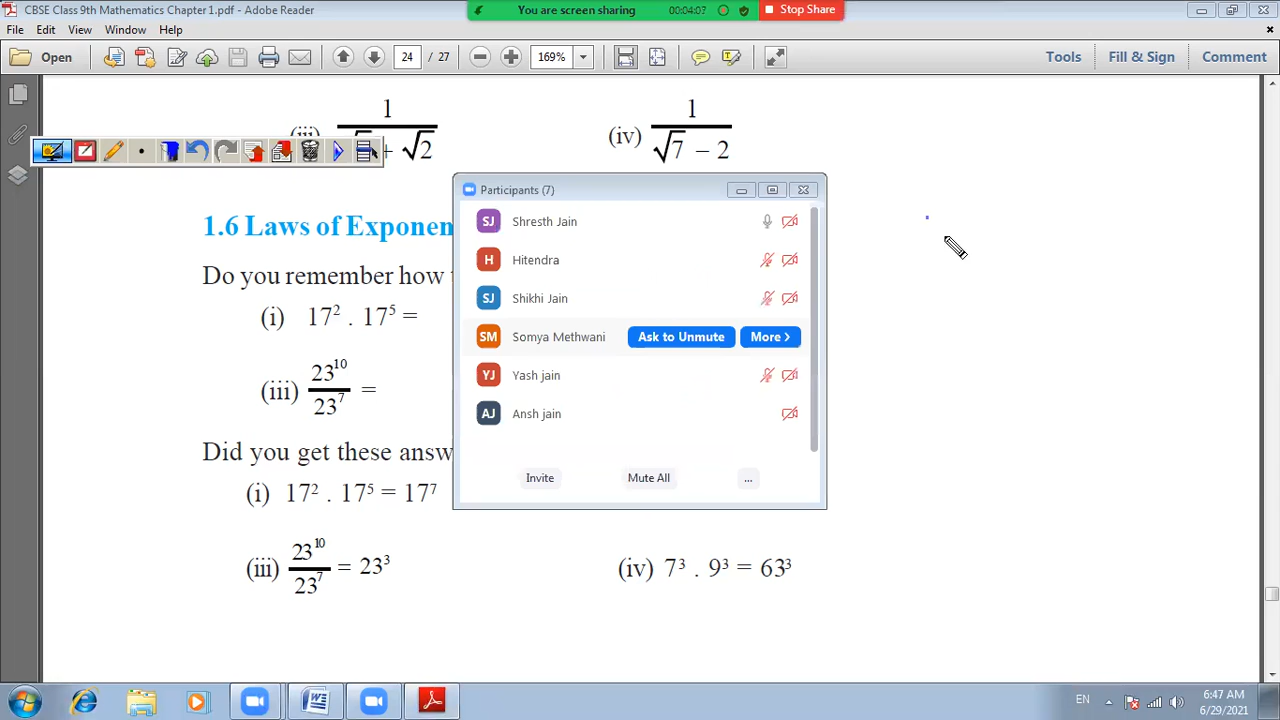 CBSE Class 9th Mathematics Chapter 1.pdf - Adobe Reader
You are screen sharing
00:04:07
Stop Share
File Edit View Window Help
Open
24 / 27
169%
Tools
Fill & Sign
Comment
1
+ √2
(iv) 1
√7 − 2
Participants (7)
SJ Shresth Jain
1.6 Laws of Exponen
H Hitendra
Do you remember how
SJ Shikhi Jain
(i) 17² . 17⁵ =
SM Somya Methwani Ask to Unmute More
YJ Yash jain
(iii) 23¹⁰
23⁷ =
AJ Ansh jain
Did you get these answ
Invite Mute All ...
(i) 17² . 17⁵ = 17⁷
(iii) 23¹⁰
23⁷ = 23³
(iv) 7³ . 9³ = 63³
EN
6:47 AM
6/29/2021